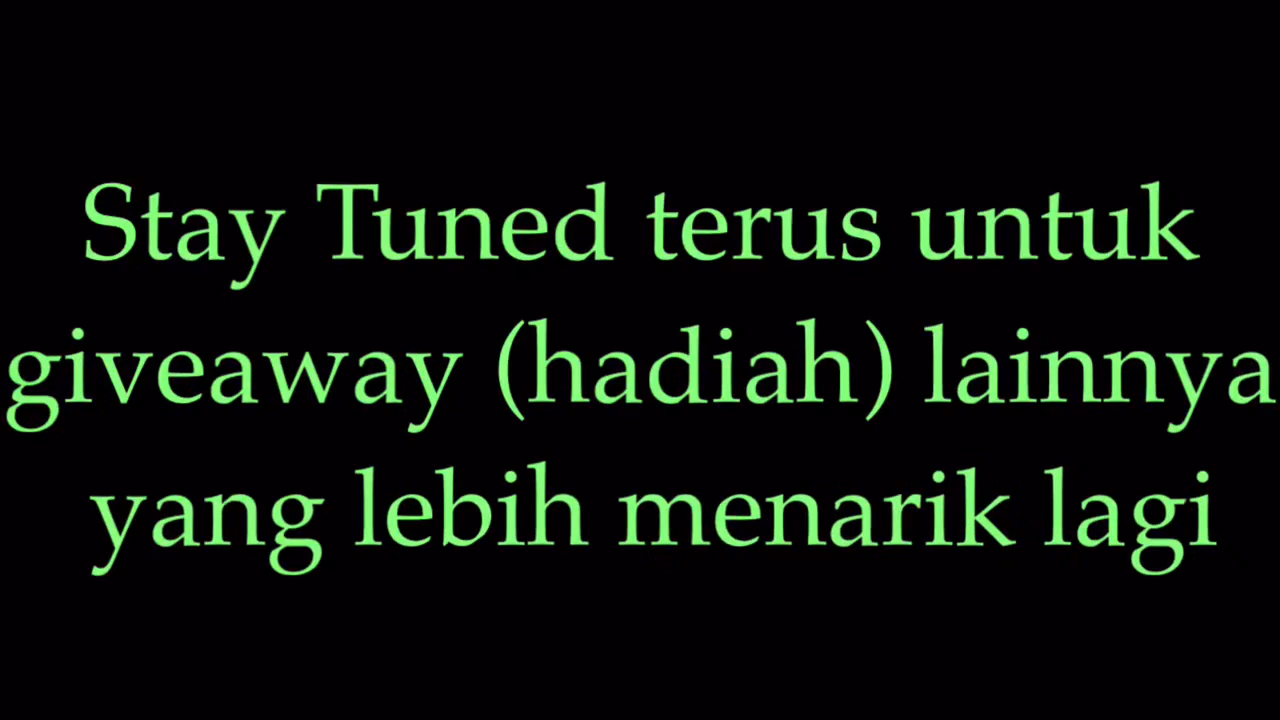 Stay Tuned terus untuk
giveaway (hadiah) lainnya
yang lebih menarik lagi